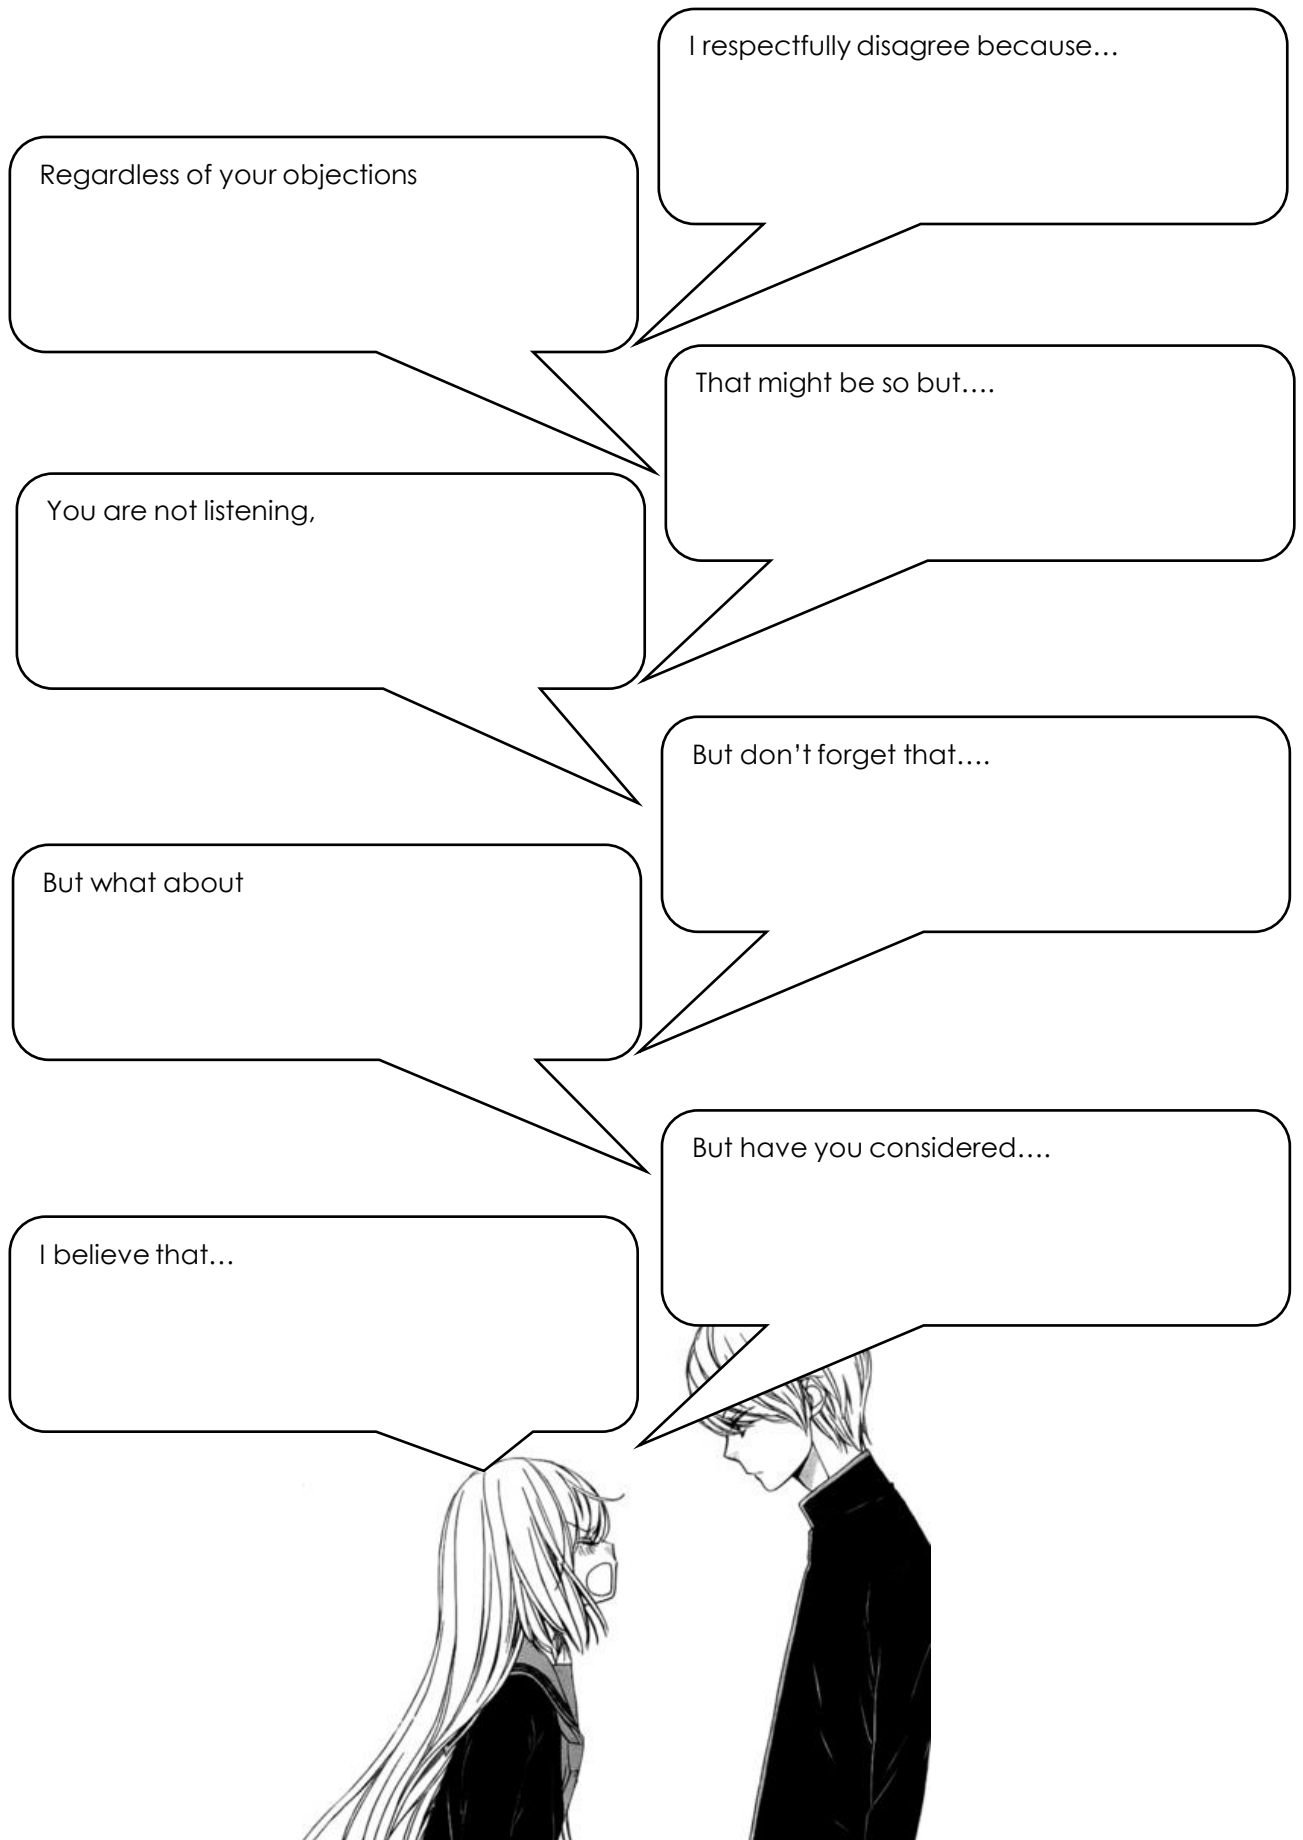 I respectfully disagree because…
Regardless of your objections
That might be so but….
You are not listening,
But don’t forget that….
But what about
But have you considered….
I believe that…